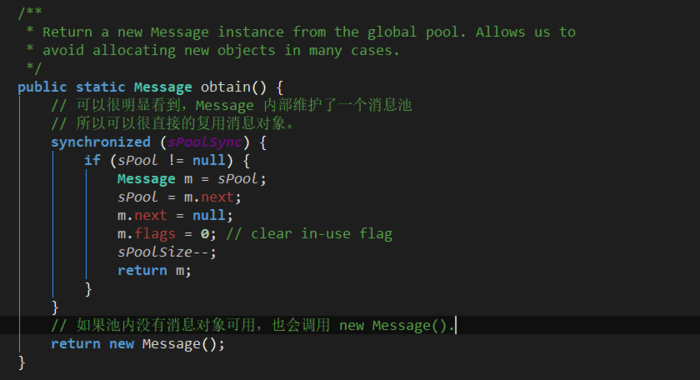 /**
 * Return a new Message instance from the global pool. Allows us to
 * avoid allocating new objects in many cases.
 */
public static Message obtain() {
    // 可以很明显看到，Message 内部维护了一个消息池
    // 所以可以很直接的复用消息对象。
    synchronized (sPoolSync) {
        if (sPool != null) {
            Message m = sPool;
            sPool = m.next;
            m.next = null;
            m.flags = 0; // clear in-use flag
            sPoolSize--;
            return m;
        }
    }
    // 如果池内没有消息对象可用，也会调用 new Message().
    return new Message();
}